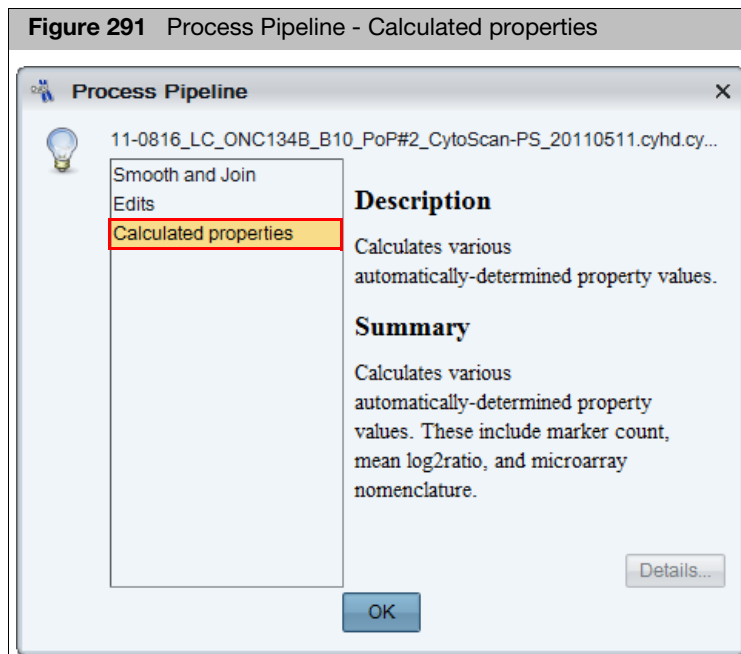 Figure 291 Process Pipeline - Calculated properties
Process Pipeline
11-0816_LC_ONC134B_B10_PoP#2_CytoScan-PS_20110511.cyhd.cy...
Smooth and Join
Edits
Calculated properties
Description
Calculates various
automatically-determined property values.
Summary
Calculates various
automatically-determined property
values. These include marker count,
mean log2ratio, and microarray
nomenclature.
Details...
OK